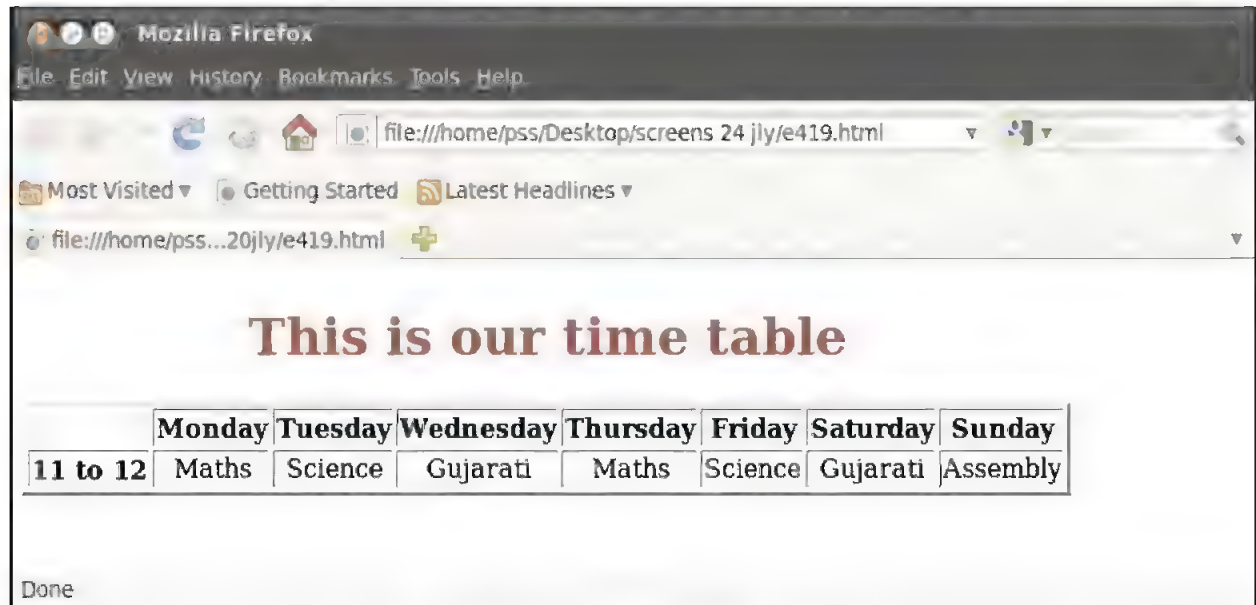 Mozilla Firefox
File Edit View History Bookmarks Tools Help
file:///home/pss/Desktop/screens 24 jly/e419.html
Most Visited Getting Started Latest Headlines
file:///home/pss...20jly/e419.html
This is our time table
Monday Tuesday Wednesday Thursday Friday Saturday Sunday
11 to 12 Maths Science Gujarati Maths Science Gujarati Assembly
Done